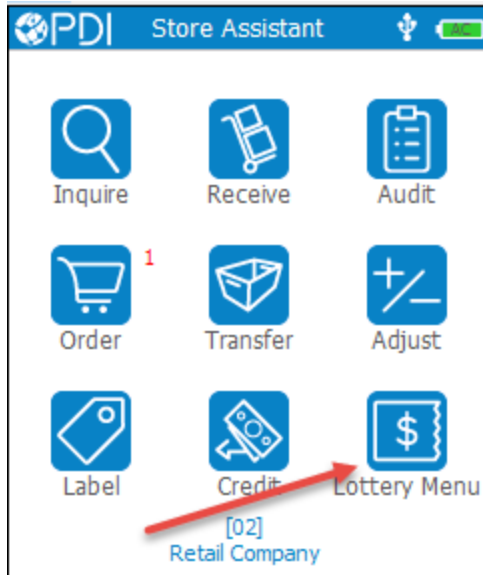 PDI Store Assistant AC
Inquire Receive Audit
1
Order Transfer Adjust
$
Label Credit Lottery Menu
[02]
Retail Company